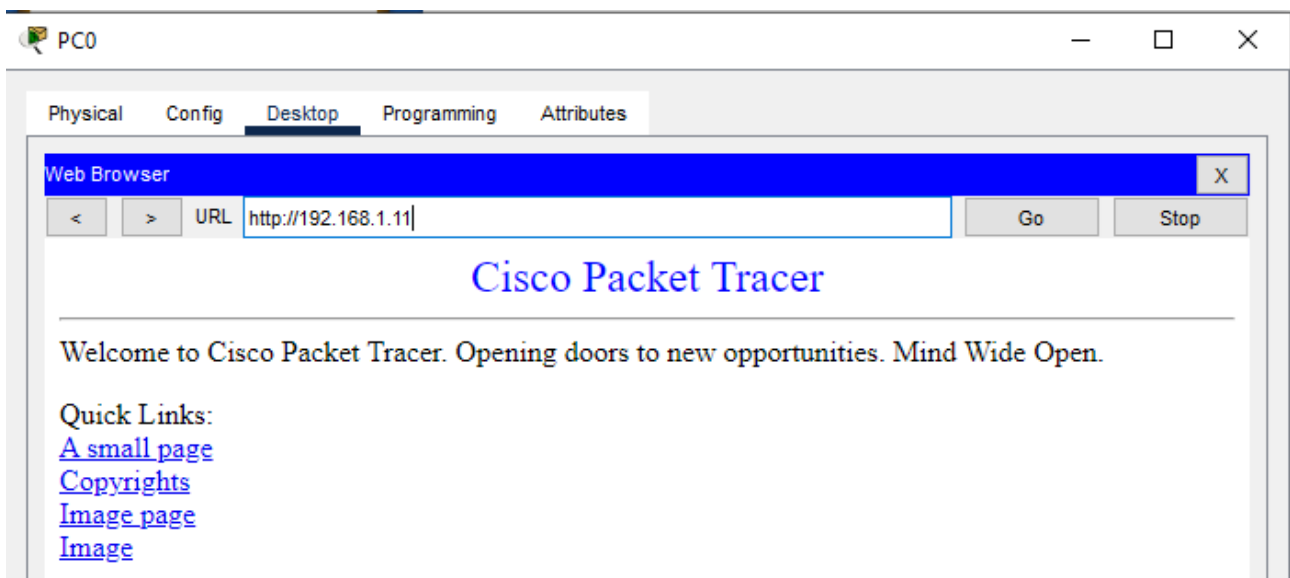 PC0
Physical Config Desktop Programming Attributes
Web Browser X
< > URL http://192.168.1.11 Go Stop
Cisco Packet Tracer
Welcome to Cisco Packet Tracer. Opening doors to new opportunities. Mind Wide Open.
Quick Links:
A small page
Copyrights
Image page
Image